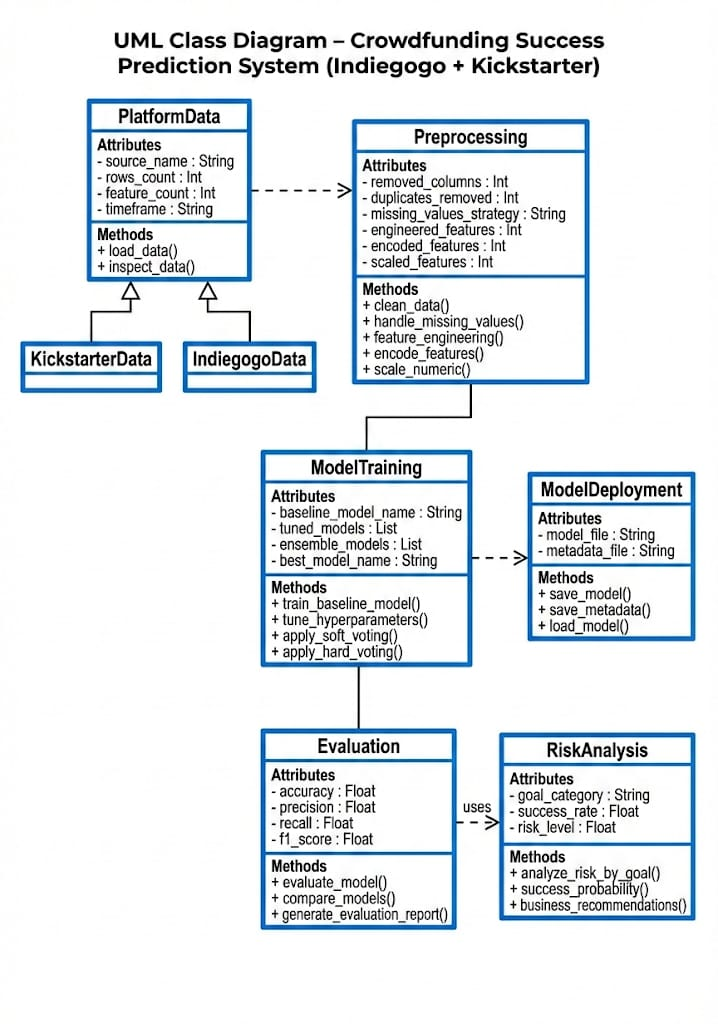 UML Class Diagram – Crowdfunding Success
Prediction System (Indiegogo + Kickstarter)
PlatformData
Attributes
- source_name : String
- rows_count : Int
- feature_count : Int
- timeframe : String
Methods
+ load_data()
+ inspect_data()
Preprocessing
Attributes
- removed_columns : Int
- duplicates_removed : Int
- missing_values_strategy : String
- engineered_features : Int
- encoded_features : Int
- scaled_features : Int
Methods
+ clean_data()
+ handle_missing_values()
+ feature_engineering()
+ encode_features()
+ scale_numeric()
KickstarterData
IndiegogoData
ModelTraining
Attributes
- baseline_model_name : String
- tuned_models : List
- ensemble_models : List
- best_model_name : String
Methods
+ train_baseline_model()
+ tune_hyperparameters()
+ apply_soft_voting()
+ apply_hard_voting()
ModelDeployment
Attributes
- model_file : String
- metadata_file : String
Methods
+ save_model()
+ save_metadata()
+ load_model()
Evaluation
Attributes
- accuracy : Float
- precision : Float
- recall : Float
- f1_score : Float
Methods
+ evaluate_model()
+ compare_models()
+ generate_evaluation_report()
uses
RiskAnalysis
Attributes
- goal_category : String
- success_rate : Float
- risk_level : Float
Methods
+ analyze_risk_by_goal()
+ success_probability()
+ business_recommendations()